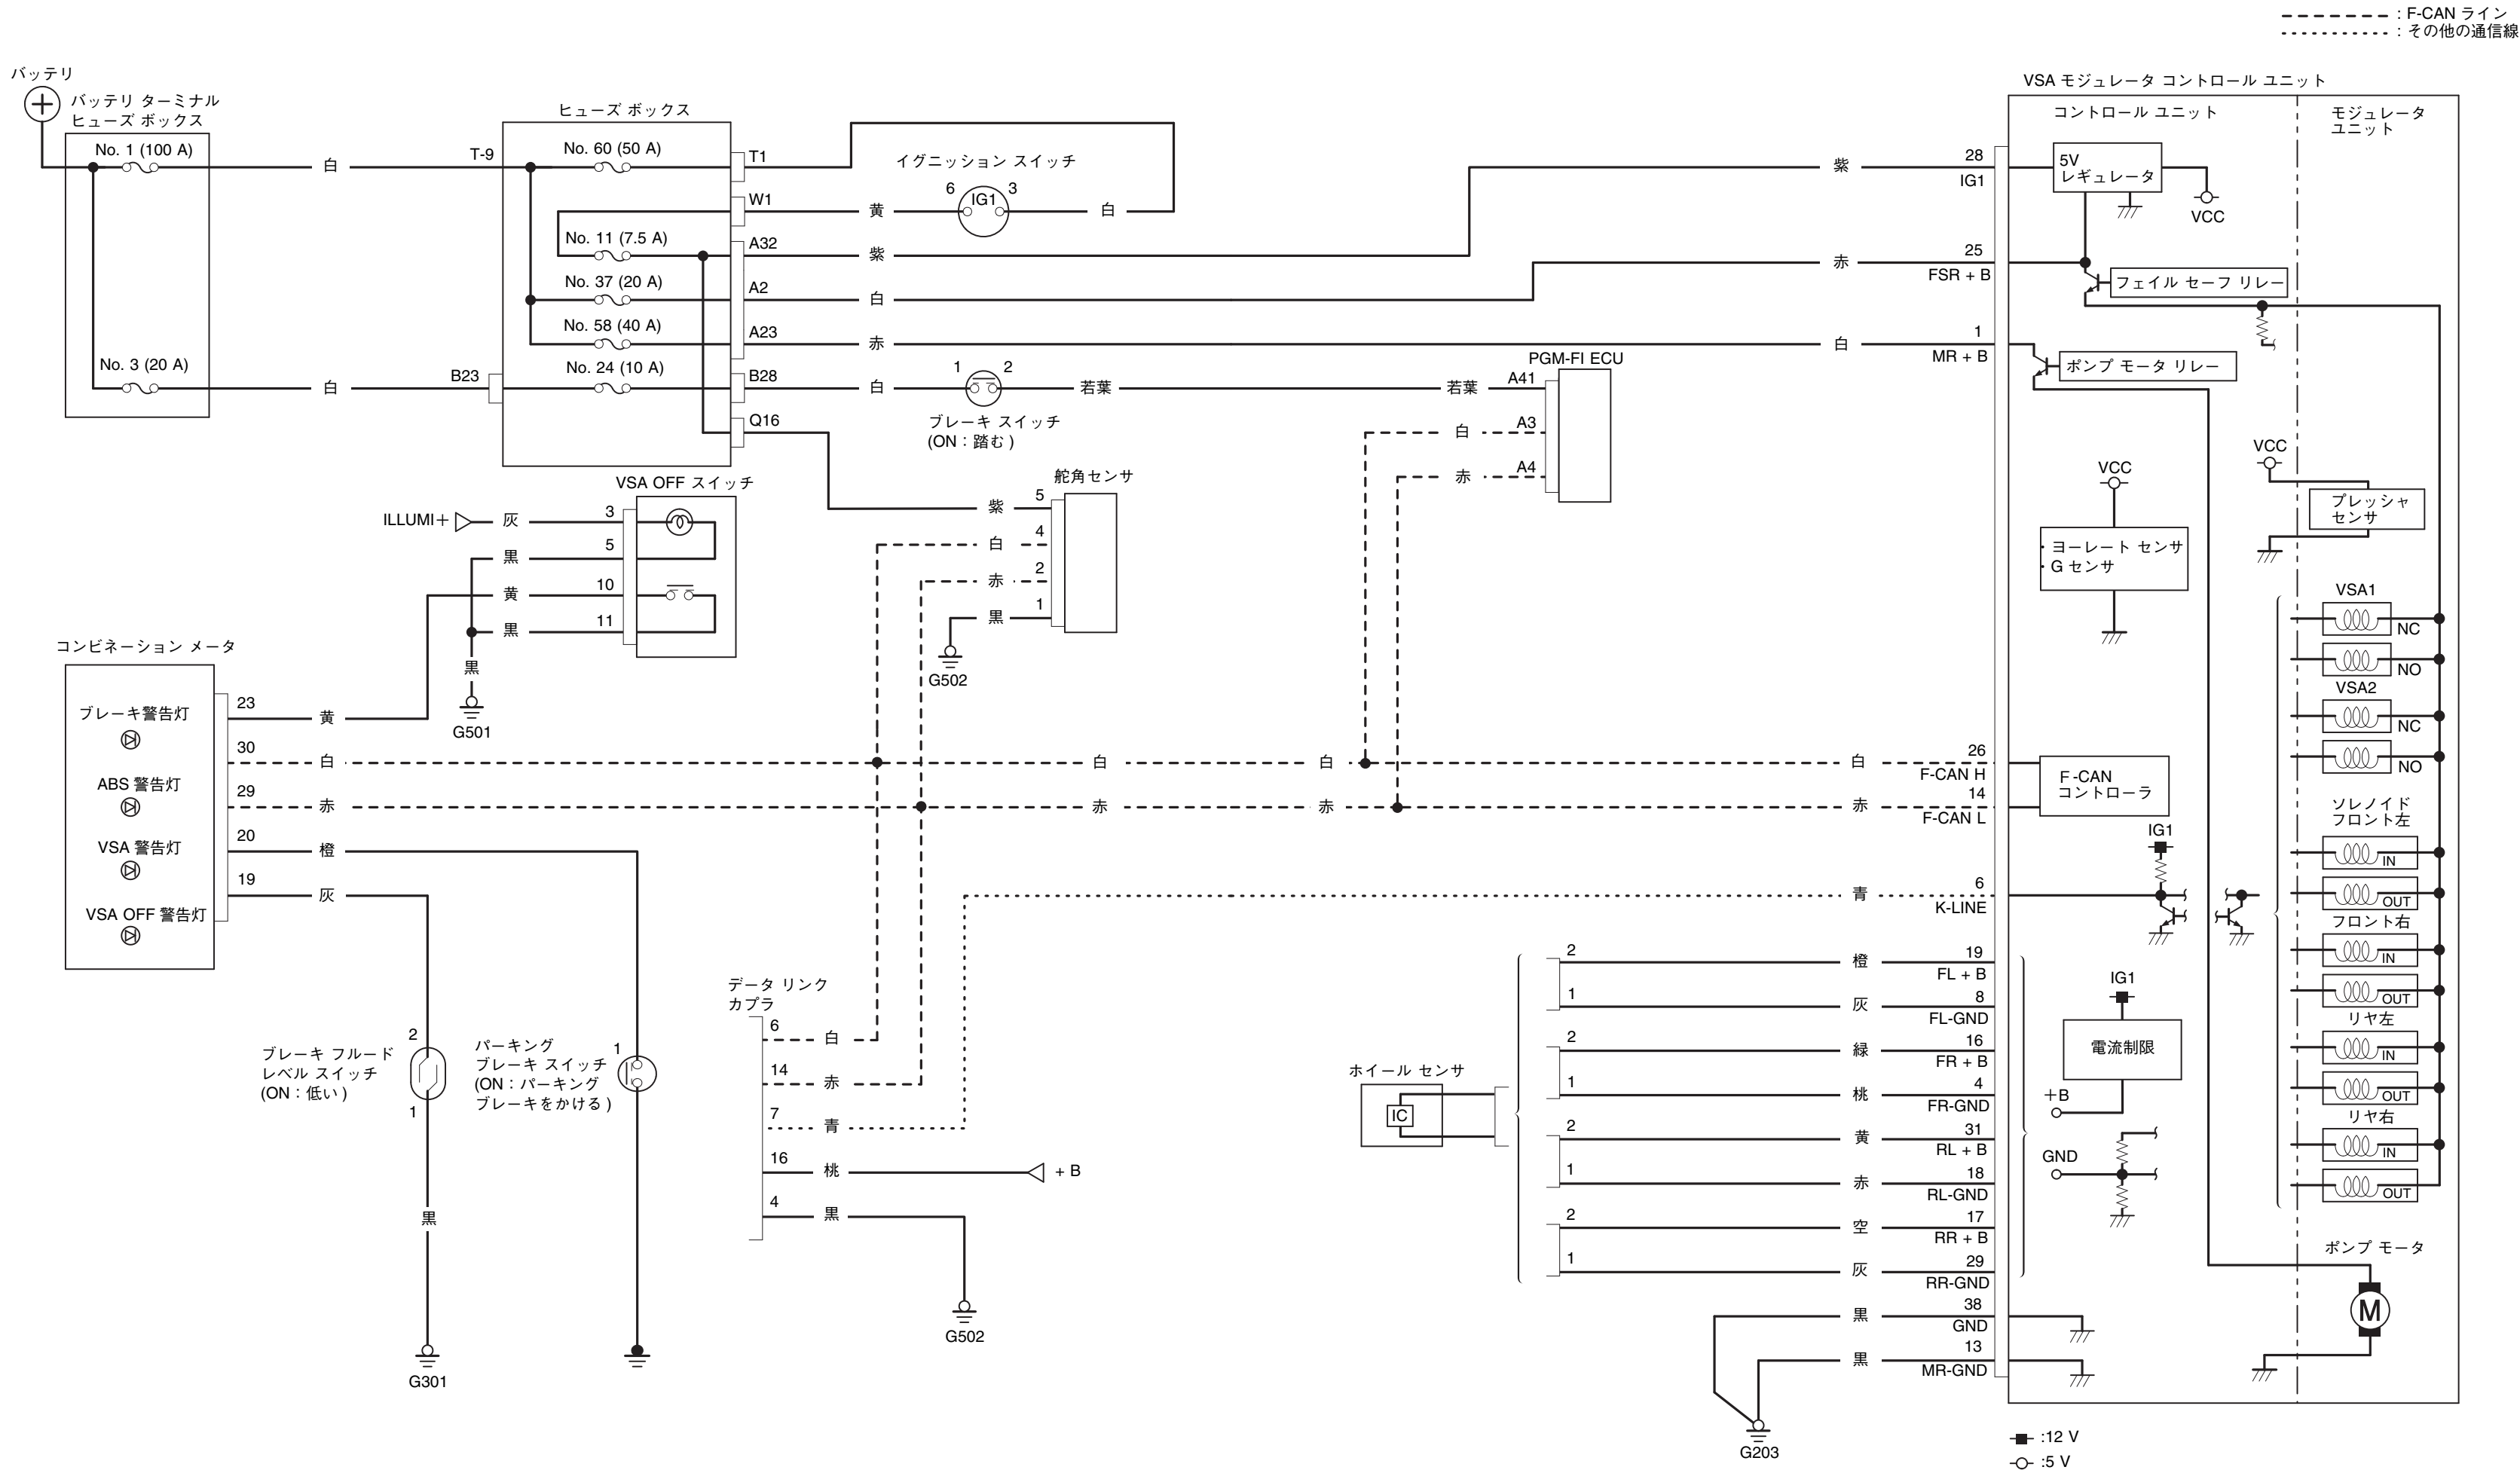 : F-CAN ライン
: その他の通信線
バッテリ
バッテリ ターミナル
ヒューズ ボックス
No. 1 (100 A)
白
No. 3 (20 A)
白
T-9
B23
ヒューズ ボックス
No. 60 (50 A)
No. 11 (7.5 A)
No. 37 (20 A)
No. 58 (40 A)
No. 24 (10 A)
T1
W1
A32
A2
A23
B28
Q16
イグニッション スイッチ
6
IG1
3
黄
白
紫
白
赤
白
1
2
若葉
若葉
ブレーキ スイッチ
(ON：踏む)
PGM-FI ECU
A41
A3
A4
白
赤
紫
赤
白
VSA OFF スイッチ
ILLUMI＋
灰
3
黒
5
黄
10
黒
11
黒
G501
舵角センサ
紫
5
白
4
赤
2
黒
1
G502
コンビネーション メータ
ブレーキ警告灯
ABS 警告灯
VSA 警告灯
VSA OFF 警告灯
23
黄
30
白
白
白
白
29
赤
赤
赤
赤
20
橙
19
灰
ブレーキ フルード
レベル スイッチ
(ON：低い)
2
1
黒
G301
パーキング
ブレーキ スイッチ
(ON：パーキング
ブレーキをかける)
1
データ リンク
カプラ
6
白
14
赤
7
青
16
桃
+ B
4
黒
G502
ホイール センサ
IC
2
橙
1
灰
2
緑
1
桃
2
黄
1
赤
2
空
1
灰
黒
黒
G203
青
VSA モジュレータ コントロール ユニット
コントロール ユニット
モジュレータ
ユニット
28
IG1
25
FSR + B
1
MR + B
26
F-CAN H
14
F-CAN L
6
K-LINE
19
FL + B
8
FL-GND
16
FR + B
4
FR-GND
31
RL + B
18
RL-GND
17
RR + B
29
RR-GND
38
GND
13
MR-GND
5V
レギュレータ
VCC
フェイル セーフ リレー
ポンプ モータ リレー
VCC
ヨーレート センサ
G センサ
VCC
プレッシャ
センサ
F-CAN
コントローラ
IG1
IG1
電流制限
＋B
GND
VSA1
NC
NO
VSA2
NC
NO
ソレノイド
フロント左
IN
OUT
フロント右
IN
OUT
リヤ左
IN
OUT
リヤ右
IN
OUT
ポンプ モータ
M
:12 V
:5 V